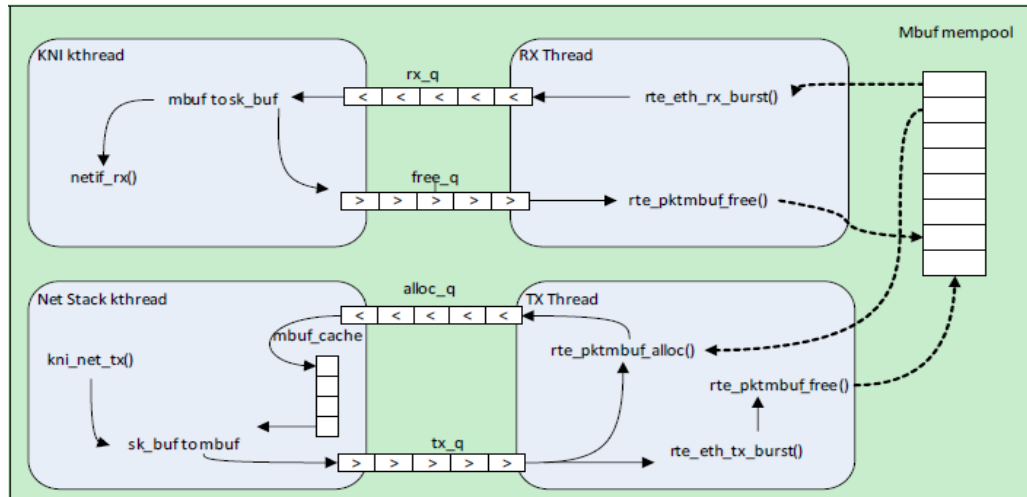 Mbuf mempool
KNI kthread
rx_q
RX Thread
< < < < <
mbuf to sk_buf
rte_eth_rx_burst()
netif_rx()
free_q
> > > > >
rte_pktmbuf_free()
Net Stack kthread
alloc_q
TX Thread
< < < < <
mbuf_cache
kni_net_tx()
rte_pktmbuf_alloc()
rte_pktmbuf_free()
sk_buf to mbuf
tx_q
rte_eth_tx_burst()
> > > > >